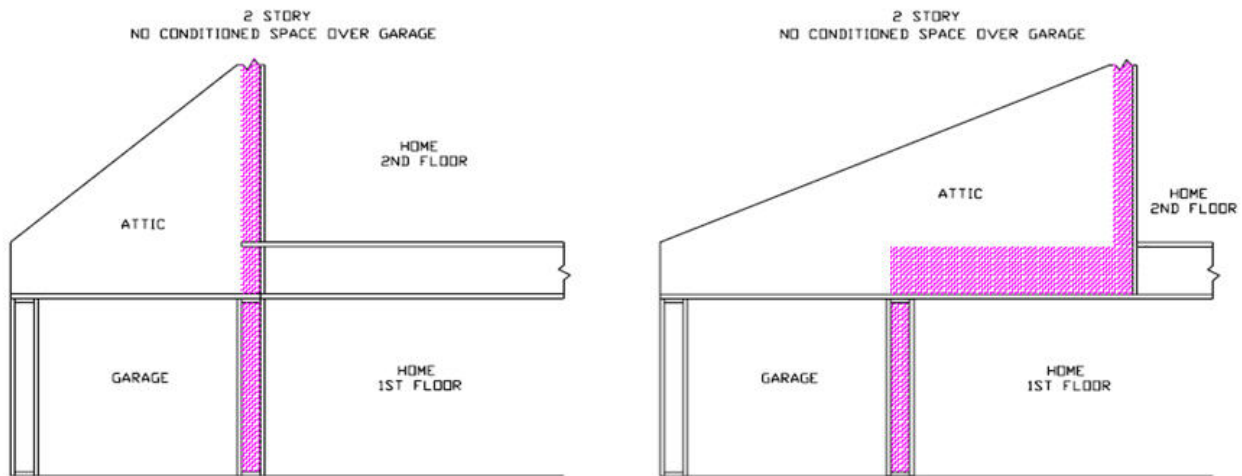 2 STORY
NO CONDITIONED SPACE OVER GARAGE
HOME
2ND FLOOR
ATTIC
GARAGE
HOME
1ST FLOOR
2 STORY
NO CONDITIONED SPACE OVER GARAGE
ATTIC
HOME
2ND FLOOR
GARAGE
HOME
1ST FLOOR